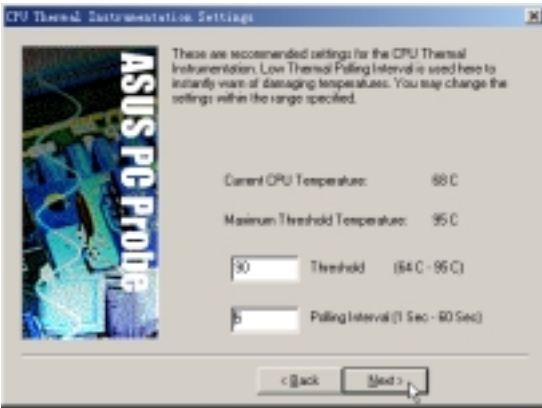 CPU Thermal Instrumentation Settings
ASUS PC Probe
These are recommended settings for the CPU Thermal
Instrumentation. Low Thermal Polling Interval is used here to
instantly warn of damaging temperatures. You may change the
settings within the range specified.
Current CPU Temperature: 68 C
Maximum Threshold Temperature: 95 C
90 Threshold (64 C - 95 C)
Polling Interval (1 Sec - 60 Sec)
< Back Next >